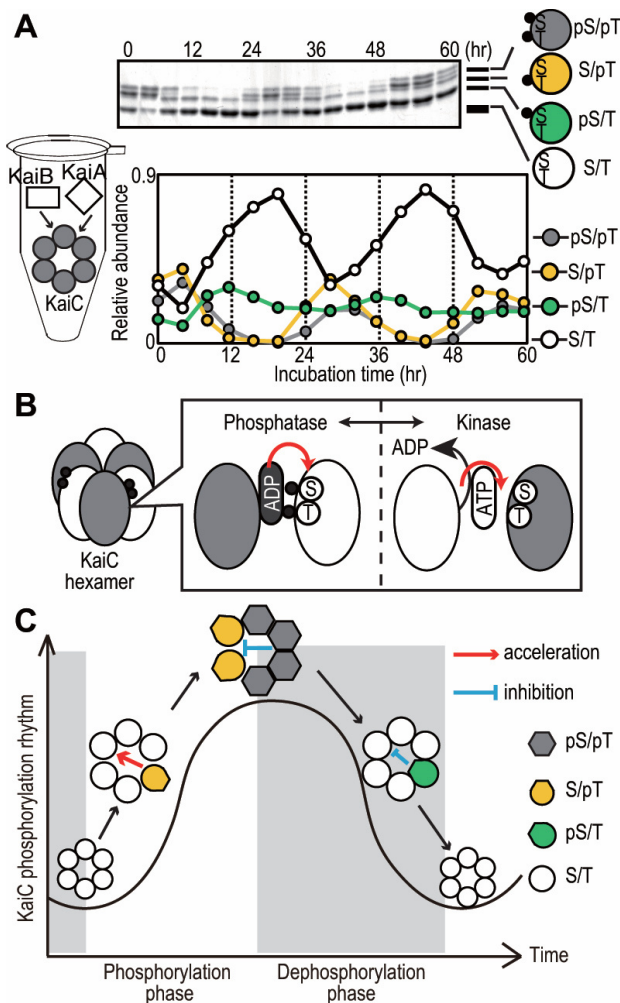 A
0 12 24 36 48 60 (hr)
S
T
pS/pT
S
T
S/pT
S
T
pS/T
S
T
S/T
KaiB KaiA
KaiC
Relative abundance
0.9
0
12 24 36 48 60
Incubation time (hr)
pS/pT
S/pT
pS/T
S/T
B
KaiC
hexamer
Phosphatase
Kinase
ADP
S
T
ADP
ATP
S
T
C
KaiC phosphorylation rhythm
acceleration
inhibition
pS/pT
S/pT
pS/T
S/T
Time
Phosphorylation
phase
Dephosphorylation
phase